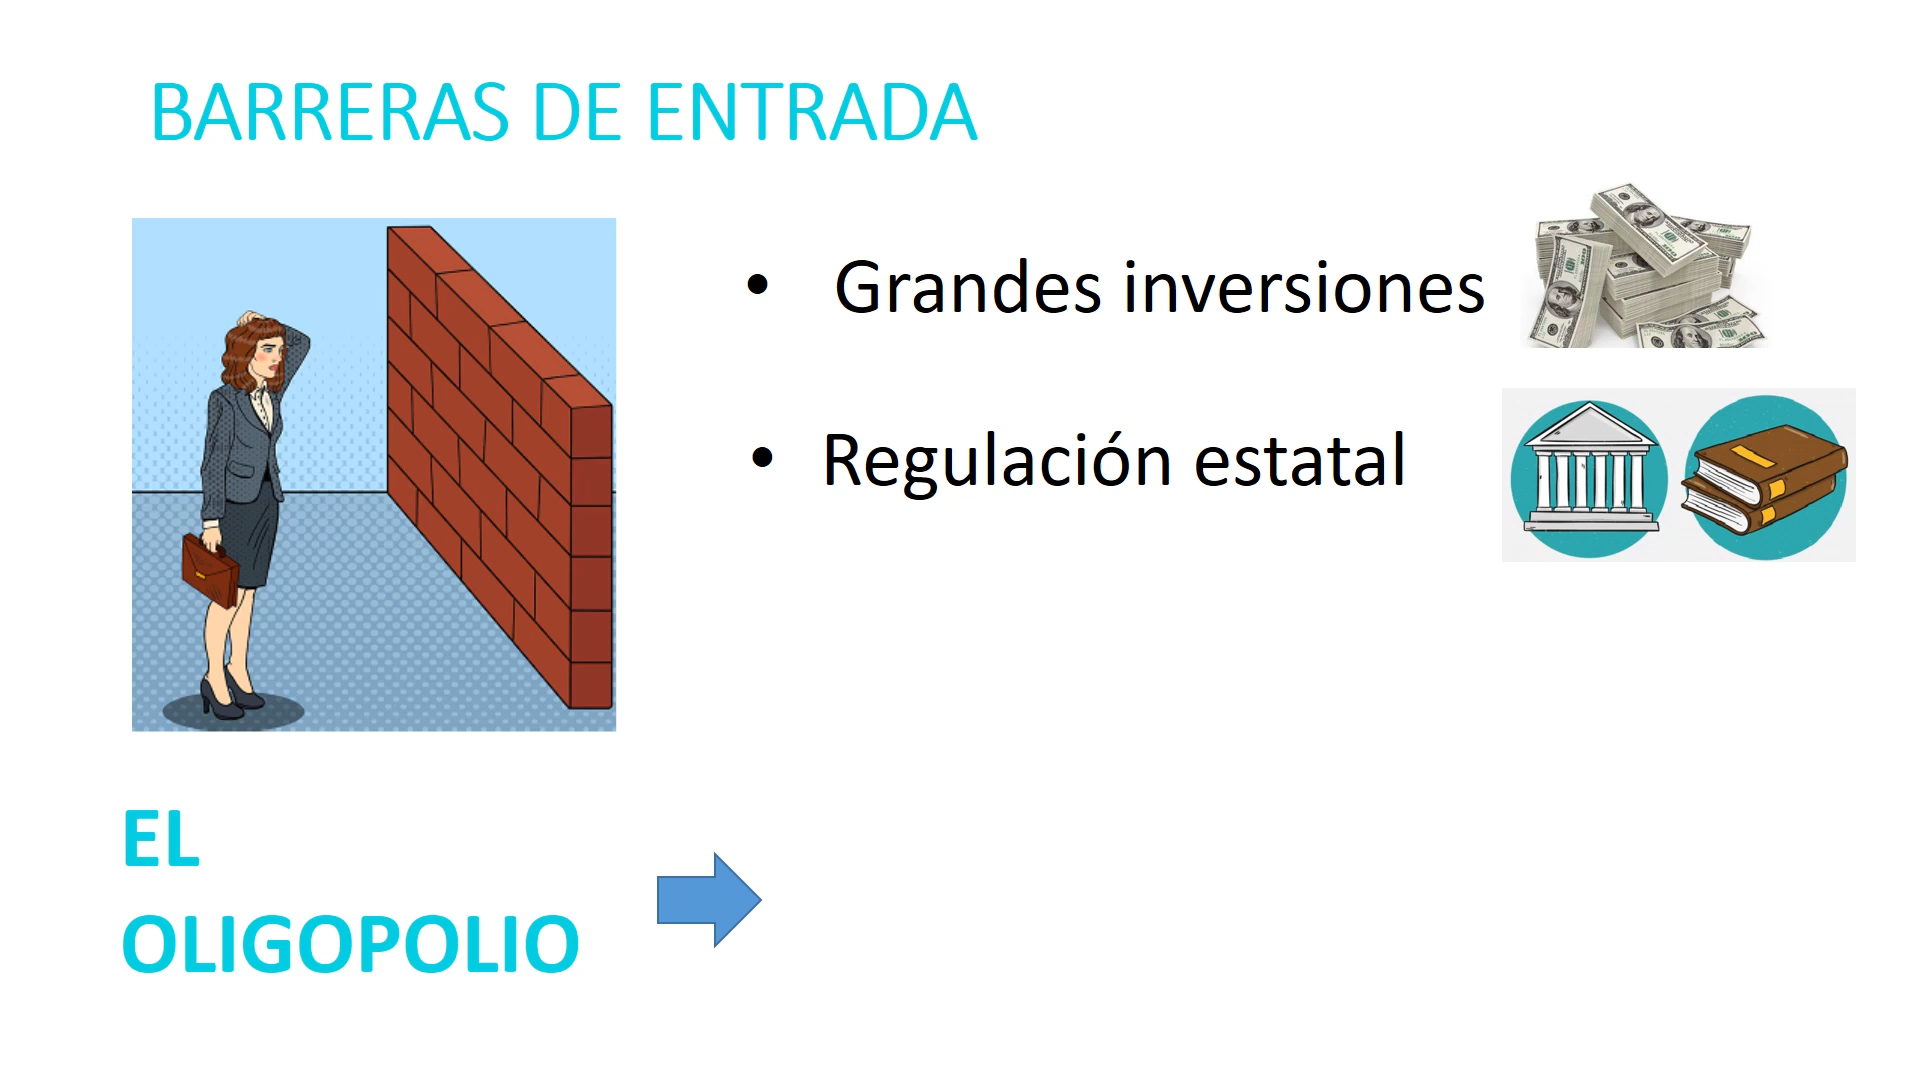 BARRERAS DE ENTRADA
• Grandes inversiones
• Regulación estatal
EL
OLIGOPOLIO